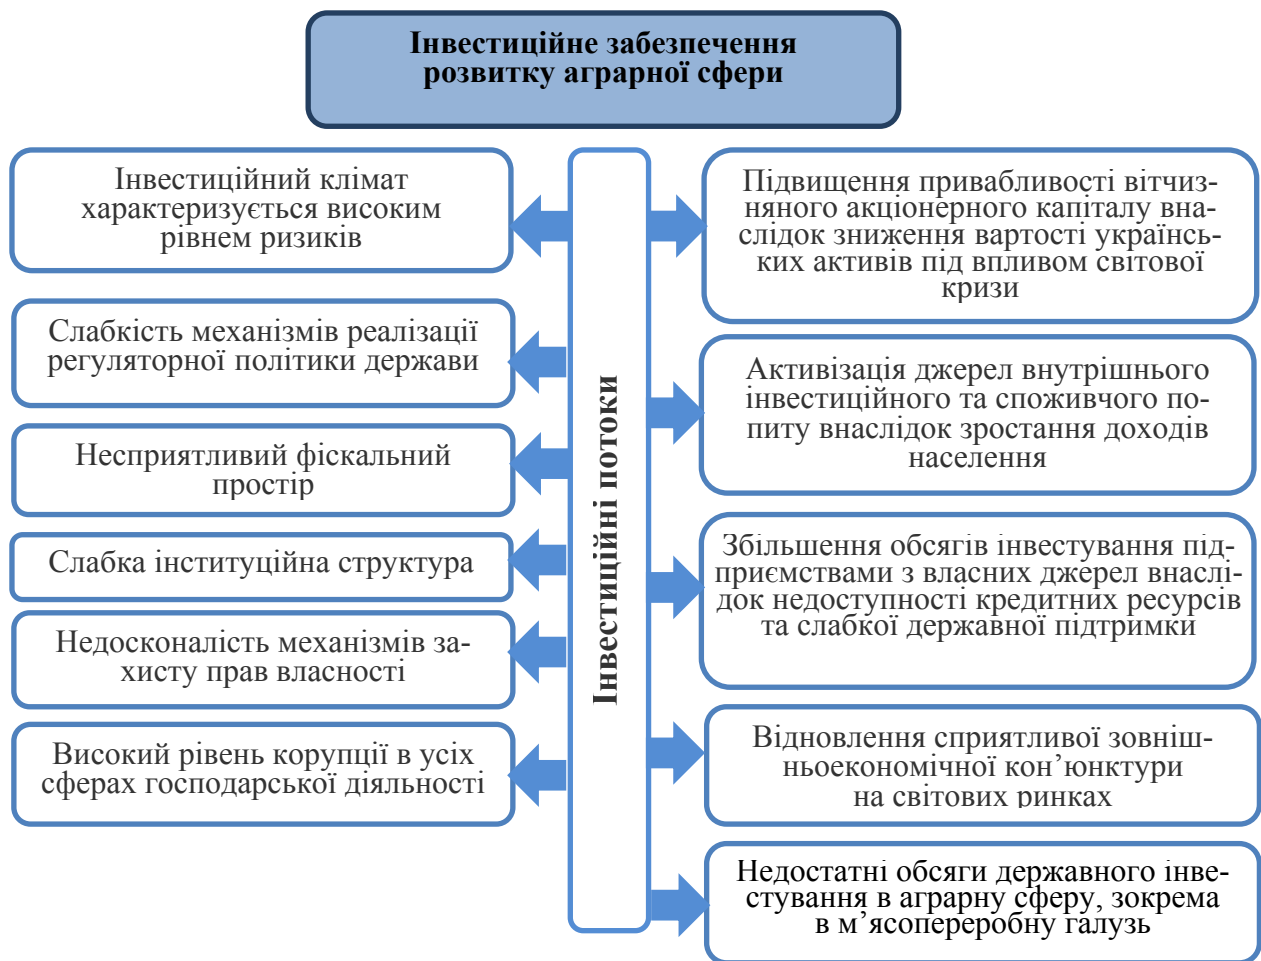 Інвестиційне забезпечення
розвитку аграрної сфери
Інвестиційний клімат
характеризується високим
рівнем ризиків
Слабкість механізмів реалізації
регуляторної політики держави
Несприятливий фіскальний
простір
Слабка інституційна структура
Недосконалість механізмів за-
хисту прав власності
Високий рівень корупції в усіх
сферах господарської діяльності
Інвестиційні потоки
Підвищення привабливості вітчиз-
няного акціонерного капіталу вна-
слідок зниження вартості українсь-
ких активів під впливом світової
кризи
Активізація джерел внутрішнього
інвестиційного та споживчого по-
питу внаслідок зростання доходів
населення
Збільшення обсягів інвестування під-
приємствами з власних джерел внаслі-
док недоступності кредитних ресурсів
та слабкої державної підтримки
Відновлення сприятливої зовніш-
ньоекономічної кон’юнктури
на світових ринках
Недостатні обсяги державного інве-
стування в аграрну сферу, зокрема
в м’ясопереробну галузь